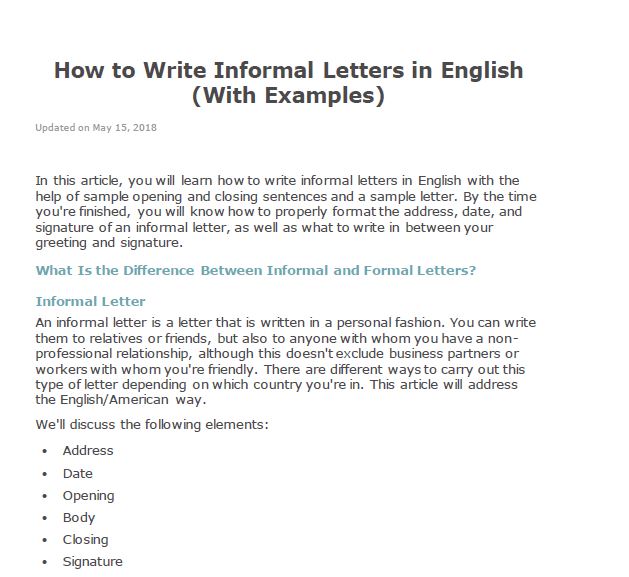 How to Write Informal Letters in English
(With Examples)
Updated on May 15, 2018
In this article, you will learn how to write informal letters in English with the
help of sample opening and closing sentences and a sample letter. By the time
you're finished, you will know how to properly format the address, date, and
signature of an informal letter, as well as what to write in between your
greeting and signature.
What Is the Difference Between Informal and Formal Letters?
Informal Letter
An informal letter is a letter that is written in a personal fashion. You can write
them to relatives or friends, but also to anyone with whom you have a non-
professional relationship, although this doesn't exclude business partners or
workers with whom you're friendly. There are different ways to carry out this
type of letter depending on which country you're in. This article will address
the English/American way.
We'll discuss the following elements:
• Address
• Date
• Opening
• Body
• Closing
• Signature